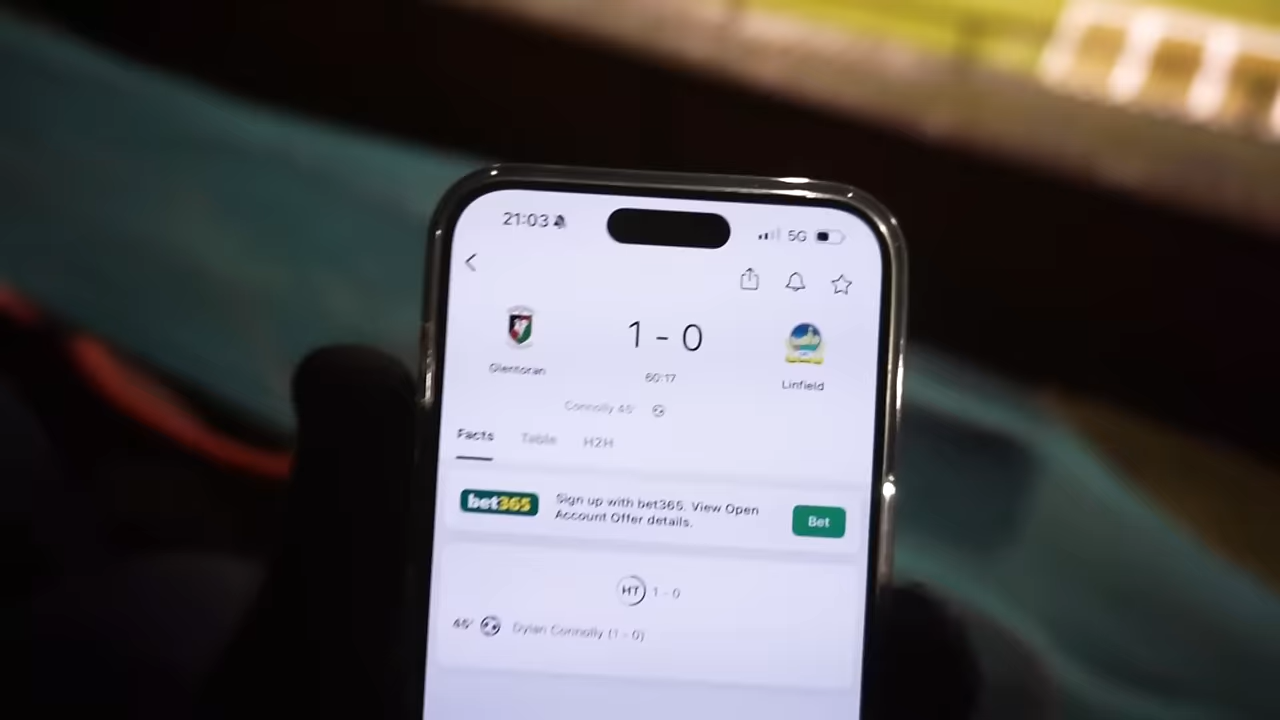 21:03
5G
1 - 0
Glentoran
Linfield
60:17
Connolly 45'
Facts Table H2H
bet365
Sign up with bet365. View Open
Account Offer details.
Bet
HT 1 - 0
45' Dylan Connolly (1 - 0)